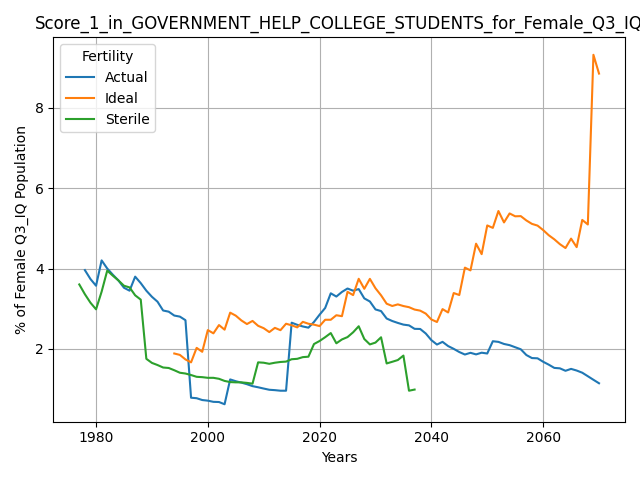 Score_1_in_GOVERNMENT_HELP_COLLEGE_STUDENTS_for_Female_Q3_IQ
Fertility
Actual
Ideal
Sterile
% of Female Q3_IQ Population
8
6
4
2
1980 2000 2020 2040 2060
Years